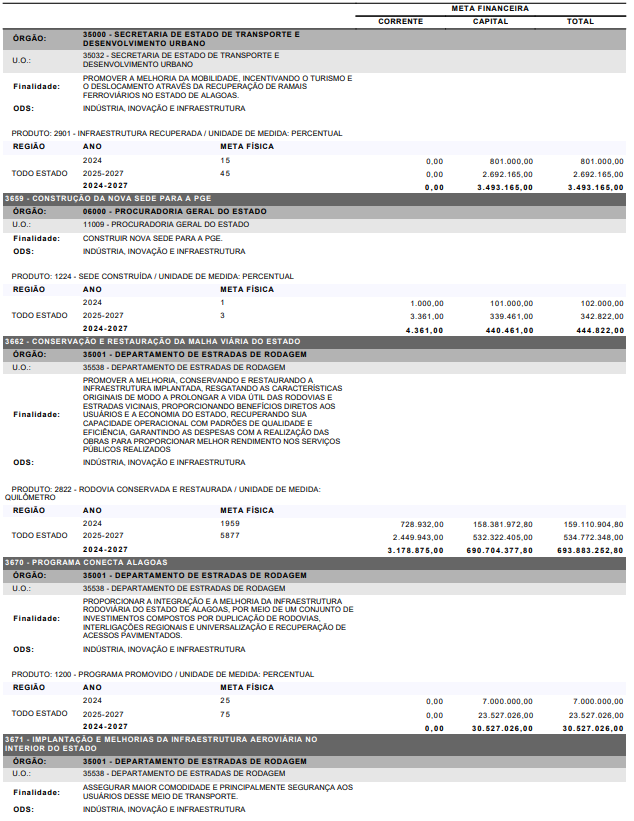 META FINANCEIRA
CORRENTE CAPITAL TOTAL
ÓRGÃO: 35000 - SECRETARIA DE ESTADO DE TRANSPORTE E
DESENVOLVIMENTO URBANO
U.O.: 35032 - SECRETARIA DE ESTADO DE TRANSPORTE E
DESENVOLVIMENTO URBANO
Finalidade: PROMOVER A MELHORIA DA MOBILIDADE, INCENTIVANDO O TURISMO E
O DESLOCAMENTO ATRAVÉS DA RECUPERAÇÃO DE RAMAIS
FERROVIÁRIOS NO ESTADO DE ALAGOAS.
ODS: INDÚSTRIA, INOVAÇÃO E INFRAESTRUTURA
PRODUTO: 2901 - INFRAESTRUTURA RECUPERADA / UNIDADE DE MEDIDA: PERCENTUAL
REGIÃO ANO META FÍSICA
2024 15 0,00 801.000,00 801.000,00
TODO ESTADO 2025-2027 45 0,00 2.692.165,00 2.692.165,00
2024-2027 0,00 3.493.165,00 3.493.165,00
3659 - CONSTRUÇÃO DA NOVA SEDE PARA A PGE
ÓRGÃO: 06000 - PROCURADORIA GERAL DO ESTADO
U.O.: 11009 - PROCURADORIA GERAL DO ESTADO
Finalidade: CONSTRUIR NOVA SEDE PARA A PGE.
ODS: INDÚSTRIA, INOVAÇÃO E INFRAESTRUTURA
PRODUTO: 1224 - SEDE CONSTRUÍDA / UNIDADE DE MEDIDA: PERCENTUAL
REGIÃO ANO META FÍSICA
2024 1 1.000,00 101.000,00 102.000,00
TODO ESTADO 2025-2027 3 3.361,00 339.461,00 342.822,00
2024-2027 4.361,00 440.461,00 444.822,00
3662 - CONSERVAÇÃO E RESTAURAÇÃO DA MALHA VIÁRIA DO ESTADO
ÓRGÃO: 35001 - DEPARTAMENTO DE ESTRADAS DE RODAGEM
U.O.: 35538 - DEPARTAMENTO DE ESTRADAS DE RODAGEM
PROMOVER A MELHORIA, CONSERVANDO E RESTAURANDO A
INFRAESTRUTURA IMPLANTADA, RESGATANDO AS CARACTERÍSTICAS
ORIGINAIS DE MODO A PROLONGAR A VIDA ÚTIL DAS RODOVIAS E
ESTRADAS VICINAIS, PROPORCIONANDO BENEFÍCIOS DIRETOS AOS
Finalidade: USUÁRIOS E A ECONOMIA DO ESTADO, RECUPERANDO SUA
CAPACIDADE OPERACIONAL COM PADRÕES DE QUALIDADE E
EFICIÊNCIA, GARANTINDO AS DESPESAS COM A REALIZAÇÃO DAS
OBRAS PARA PROPORCIONAR MELHOR RENDIMENTO NOS SERVIÇOS
PÚBLICOS REALIZADOS
ODS: INDÚSTRIA, INOVAÇÃO E INFRAESTRUTURA
PRODUTO: 2822 - RODOVIA CONSERVADA E RESTAURADA / UNIDADE DE MEDIDA:
QUILÔMETRO
REGIÃO ANO META FÍSICA
2024 1959 728.932,00 158.381.972,80 159.110.904,80
TODO ESTADO 2025-2027 5877 2.449.943,00 532.322.405,00 534.772.348,00
2024-2027 3.178.875,00 690.704.377,80 693.883.252,80
3670 - PROGRAMA CONECTA ALAGOAS
ÓRGÃO: 35001 - DEPARTAMENTO DE ESTRADAS DE RODAGEM
U.O.: 35538 - DEPARTAMENTO DE ESTRADAS DE RODAGEM
PROPORCIONAR A INTEGRAÇÃO E A MELHORIA DA INFRAESTRUTURA
Finalidade: RODOVIÁRIA DO ESTADO DE ALAGOAS, POR MEIO DE UM CONJUNTO DE
INVESTIMENTOS COMPOSTOS POR DUPLICAÇÃO DE RODOVIAS,
INTERLIGAÇÕES REGIONAIS E UNIVERSALIZAÇÃO E RECUPERAÇÃO DE
ACESSOS PAVIMENTADOS.
ODS: INDÚSTRIA, INOVAÇÃO E INFRAESTRUTURA
PRODUTO: 1200 - PROGRAMA PROMOVIDO / UNIDADE DE MEDIDA: PERCENTUAL
REGIÃO ANO META FÍSICA
2024 25 0,00 7.000.000,00 7.000.000,00
TODO ESTADO 2025-2027 75 0,00 23.527.026,00 23.527.026,00
2024-2027 0,00 30.527.026,00 30.527.026,00
3671 - IMPLANTAÇÃO E MELHORIAS DA INFRAESTRUTURA AEROVIÁRIA NO
INTERIOR DO ESTADO
ÓRGÃO: 35001 - DEPARTAMENTO DE ESTRADAS DE RODAGEM
U.O.: 35538 - DEPARTAMENTO DE ESTRADAS DE RODAGEM
Finalidade: ASSEGURAR MAIOR COMODIDADE E PRINCIPALMENTE SEGURANÇA AOS
USUÁRIOS DESSE MEIO DE TRANSPORTE.
ODS: INDÚSTRIA, INOVAÇÃO E INFRAESTRUTURA